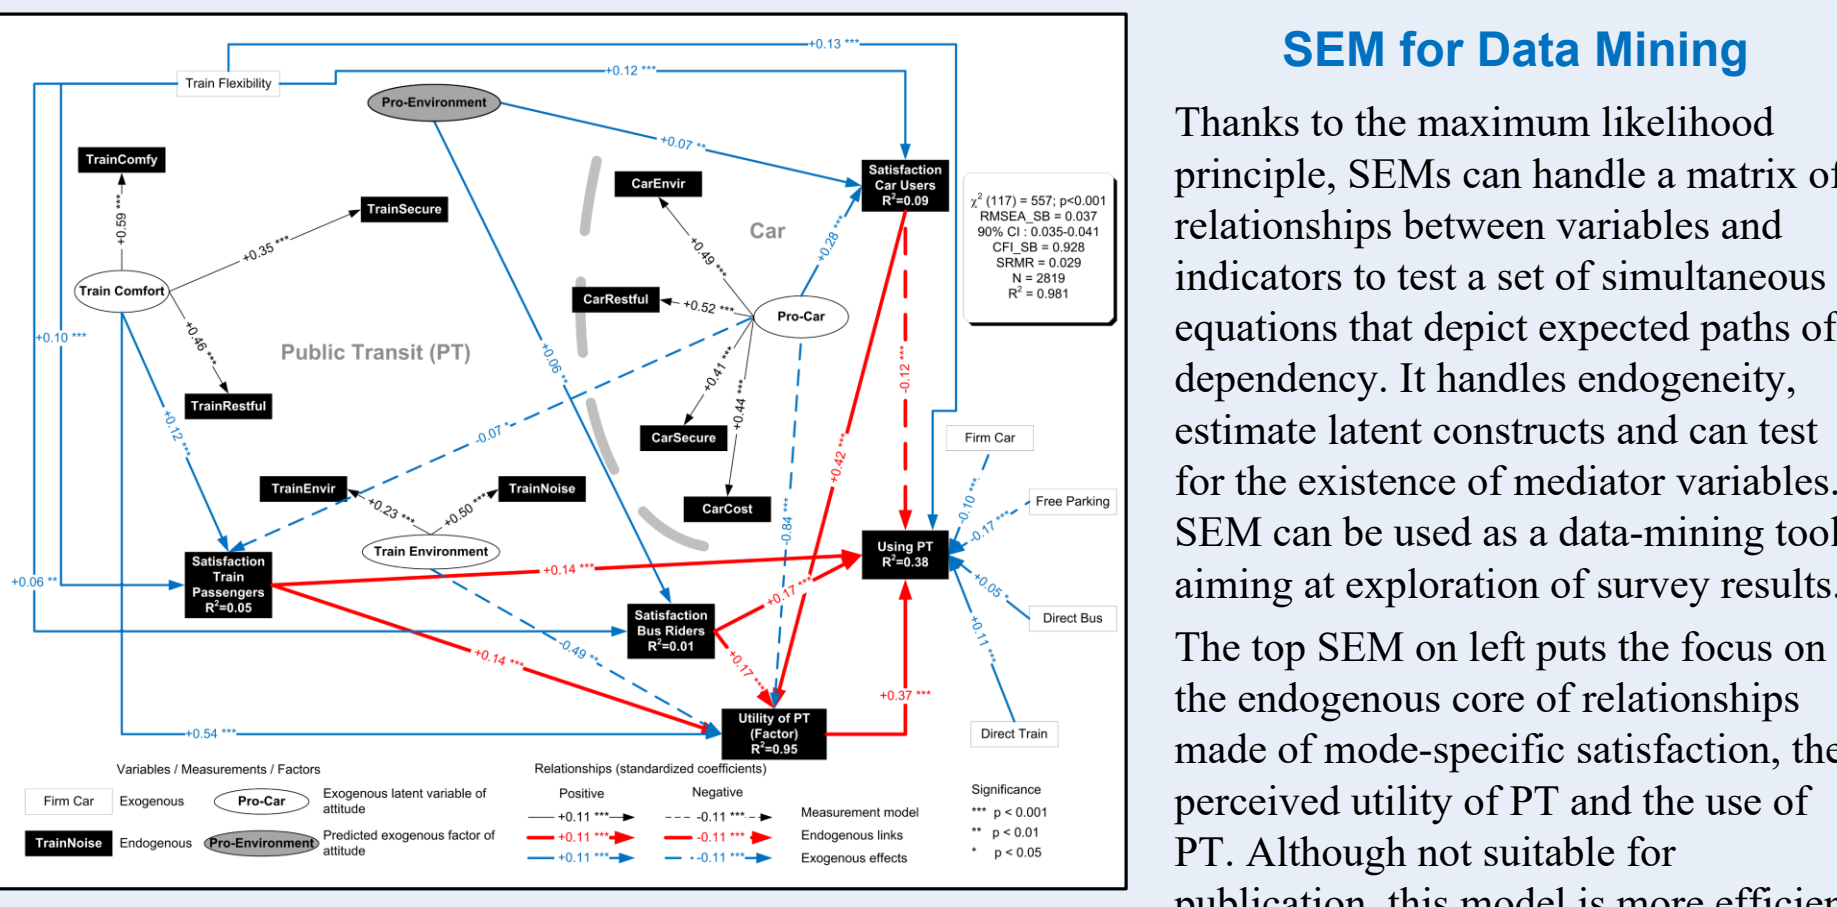 +0.13 ***
Train Flexibility
+0.12 ***
Pro-Environment
+0.07 **
TrainComfy
TrainSecure
+0.59 ***
+0.35 ***
Train Comfort
+0.46 ***
TrainRestful
+0.10 ***
Public Transit (PT)
+0.12 ***
+0.06 **
CarEnvir
Car
+0.49 ***
CarRestful
+0.52 ***
Pro-Car
+0.28 ***
+0.41 ***
+0.44 ***
CarSecure
CarCost
-0.07 *
-0.84 ***
Satisfaction
Car Users
R²=0.09
χ² (117) = 557; p<0.001
RMSEA_SB = 0.037
90% CI : 0.035-0.041
CFI_SB = 0.928
SRMR = 0.029
N = 2819
R² = 0.981
-0.12 ***
+0.42 ***
Firm Car
-0.10 ***
Free Parking
-0.17 ***
Using PT
R²=0.38
+0.05 *
Direct Bus
+0.11 ***
Direct Train
TrainEnvir
TrainNoise
+0.23 ***
+0.50 ***
Train Environment
Satisfaction
Train
Passengers
R²=0.05
+0.06 **
+0.14 ***
+0.17 ***
Satisfaction
Bus Riders
R²=0.01
-0.49 **
+0.14 ***
+0.17 ***
+0.37 ***
+0.54 ***
Utility of PT
(Factor)
R²=0.95
Variables / Measurements / Factors
Firm Car
Exogenous
Pro-Car
Exogenous latent variable of
attitude
TrainNoise
Endogenous
Pro-Environment
Predicted exogenous factor of
attitude
Relationships (standardized coefficients)
Positive
Negative
+0.11 ***
-0.11 ***
Measurement model
+0.11 ***
-0.11 ***
Endogenous links
+0.11 ***
-0.11 ***
Exogenous effects
Significance
*** p < 0.001
** p < 0.01
* p < 0.05
SEM for Data Mining
Thanks to the maximum likelihood
principle, SEMs can handle a matrix of
relationships between variables and
indicators to test a set of simultaneous
equations that depict expected paths of
dependency. It handles endogeneity,
estimate latent constructs and can test
for the existence of mediator variables.
SEM can be used as a data-mining tool
aiming at exploration of survey results.
The top SEM on left puts the focus on
the endogenous core of relationships
made of mode-specific satisfaction, the
perceived utility of PT and the use of
PT. Although not suitable for
publication, this model is more efficien